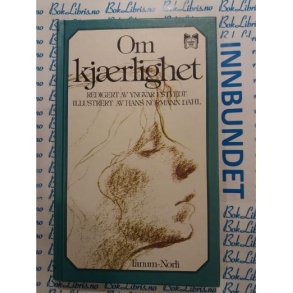 Om
kjærlighet
REDIGERT AV YNGVAR USTVEDT
ILLUSTRERT AV HANS NORMANN DAHL
Tanum-Norli
INNBUNDET
BokLibris.no